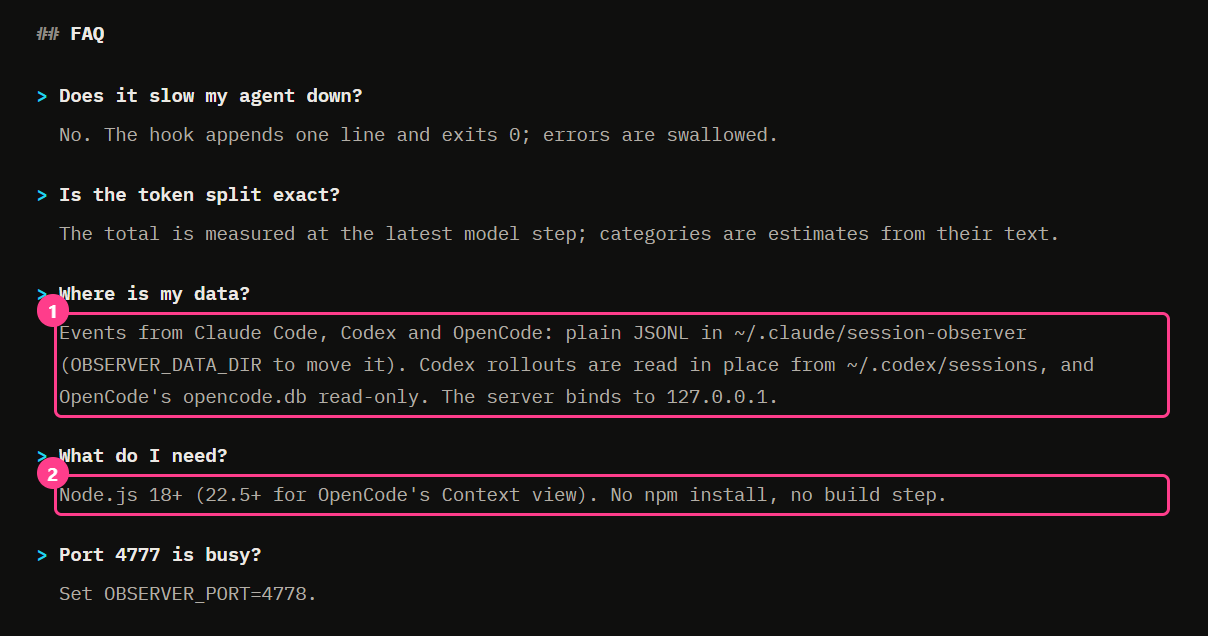 ## FAQ
> Does it slow my agent down?
No. The hook appends one line and exits 0; errors are swallowed.
> Is the token split exact?
The total is measured at the latest model step; categories are estimates from their text.
> Where is my data?
1
Events from Claude Code, Codex and OpenCode: plain JSONL in ~/.claude/session-observer
(OBSERVER_DATA_DIR to move it). Codex rollouts are read in place from ~/.codex/sessions, and
OpenCode's opencode.db read-only. The server binds to 127.0.0.1.
> What do I need?
2
Node.js 18+ (22.5+ for OpenCode's Context view). No npm install, no build step.
> Port 4777 is busy?
Set OBSERVER_PORT=4778.